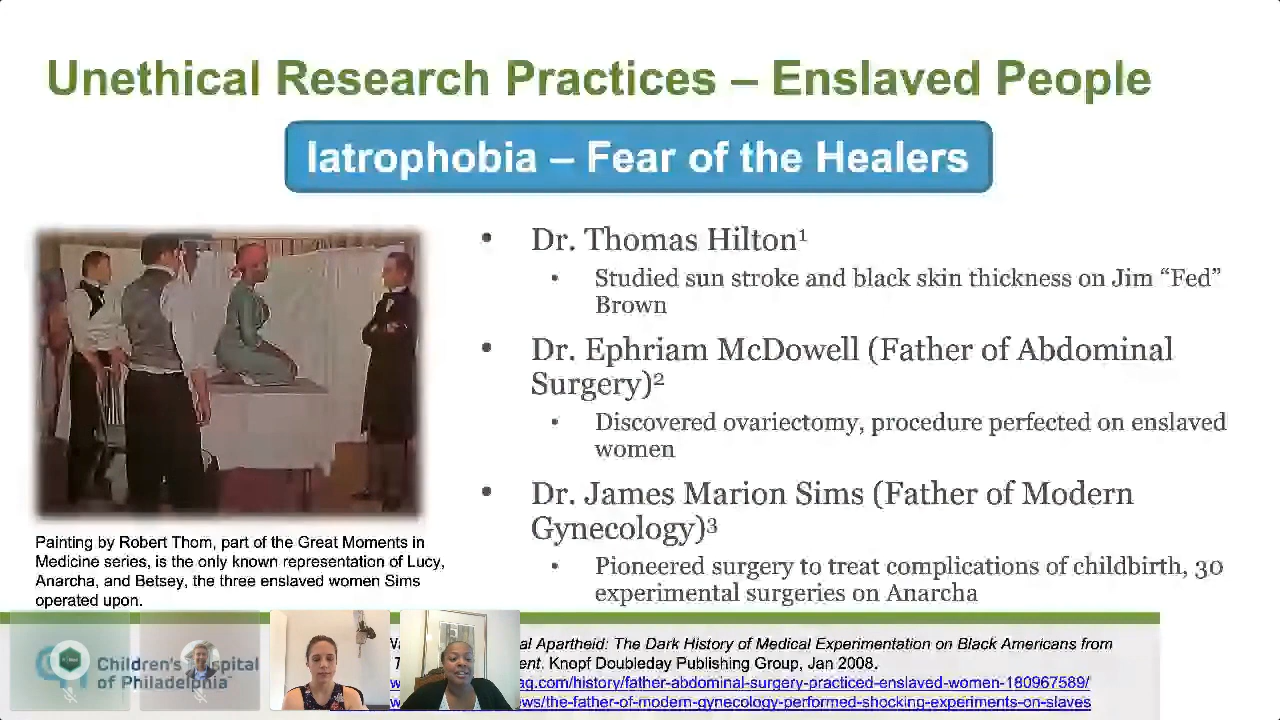 Unethical Research Practices – Enslaved People
Iatrophobia – Fear of the Healers
• Dr. Thomas Hilton¹
• Studied sun stroke and black skin thickness on Jim “Fed”
Brown
• Dr. Ephriam McDowell (Father of Abdominal
Surgery)²
• Discovered ovariectomy, procedure perfected on enslaved
women
• Dr. James Marion Sims (Father of Modern
Gynecology)³
• Pioneered surgery to treat complications of childbirth, 30
experimental surgeries on Anarcha
Painting by Robert Thom, part of the Great Moments in
Medicine series, is the only known representation of Lucy,
Anarcha, and Betsey, the three enslaved women Sims
operated upon.
Apartheid: The Dark History of Medical Experimentation on Black Americans from
Knopf Doubleday Publishing Group, Jan 2008.
ag.com/history/father-abdominal-surgery-practiced-enslaved-women-180967589/
ws/the-father-of-modern-gynecology-performed-shocking-experiments-on-slaves
Children's Hospital
of Philadelphia